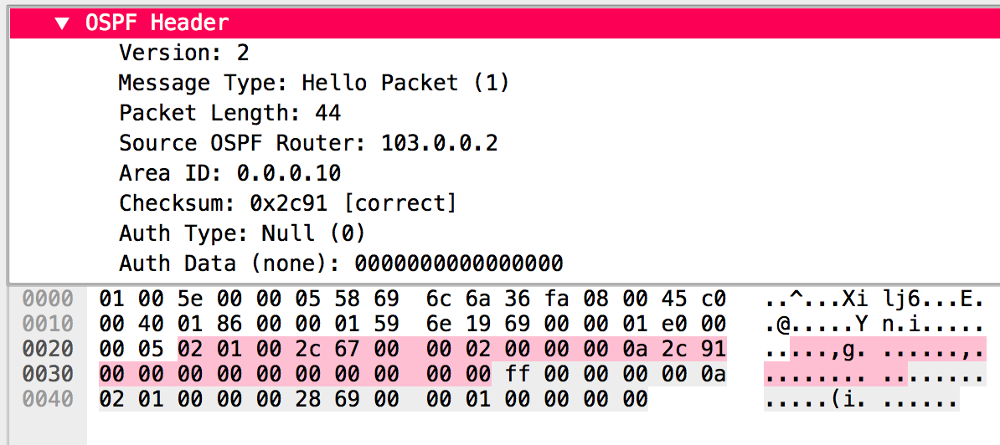 ▼ OSPF Header
Version: 2
Message Type: Hello Packet (1)
Packet Length: 44
Source OSPF Router: 103.0.0.2
Area ID: 0.0.0.10
Checksum: 0x2c91 [correct]
Auth Type: Null (0)
Auth Data (none): 0000000000000000
0000 01 00 5e 00 00 05 58 69 6c 6a 36 fa 08 00 45 c0 ..^...Xi lj6...E.
0010 00 40 01 86 00 00 01 59 6e 19 69 00 00 01 e0 00 .@.....Y n.i.....
0020 00 05 02 01 00 2c 67 00 00 02 00 00 00 0a 2c 91 .....,g. ......,.
0030 00 00 00 00 00 00 00 00 00 00 ff 00 00 00 00 0a ........ ........
0040 02 01 00 00 00 28 69 00 00 01 00 00 00 00 .....(i. ......